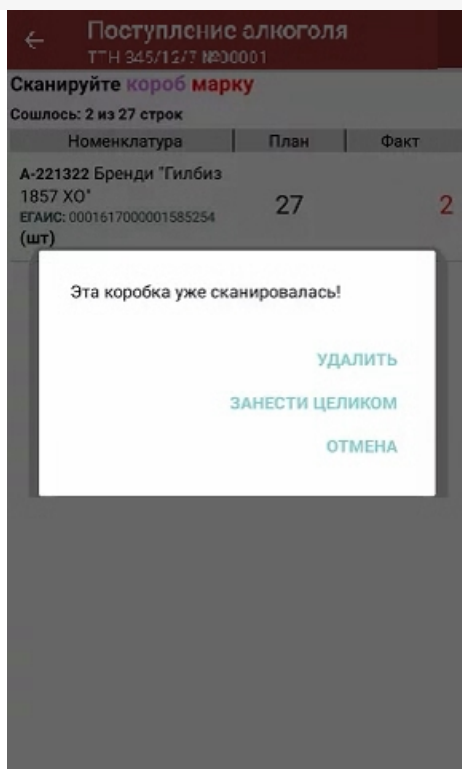 Поступление алкоголя
ТТН 345/12/7 №00001
Сканируйте короб марку
Сошлось: 2 из 27 строк
Номенклатура План Факт
А-221322 Бренди "Гилбиз
1857 ХО"
ЕГАИС: 0001617000001585254
(шт)
27 2
Эта коробка уже сканировалась!
УДАЛИТЬ
ЗАНЕСТИ ЦЕЛИКОМ
ОТМЕНА